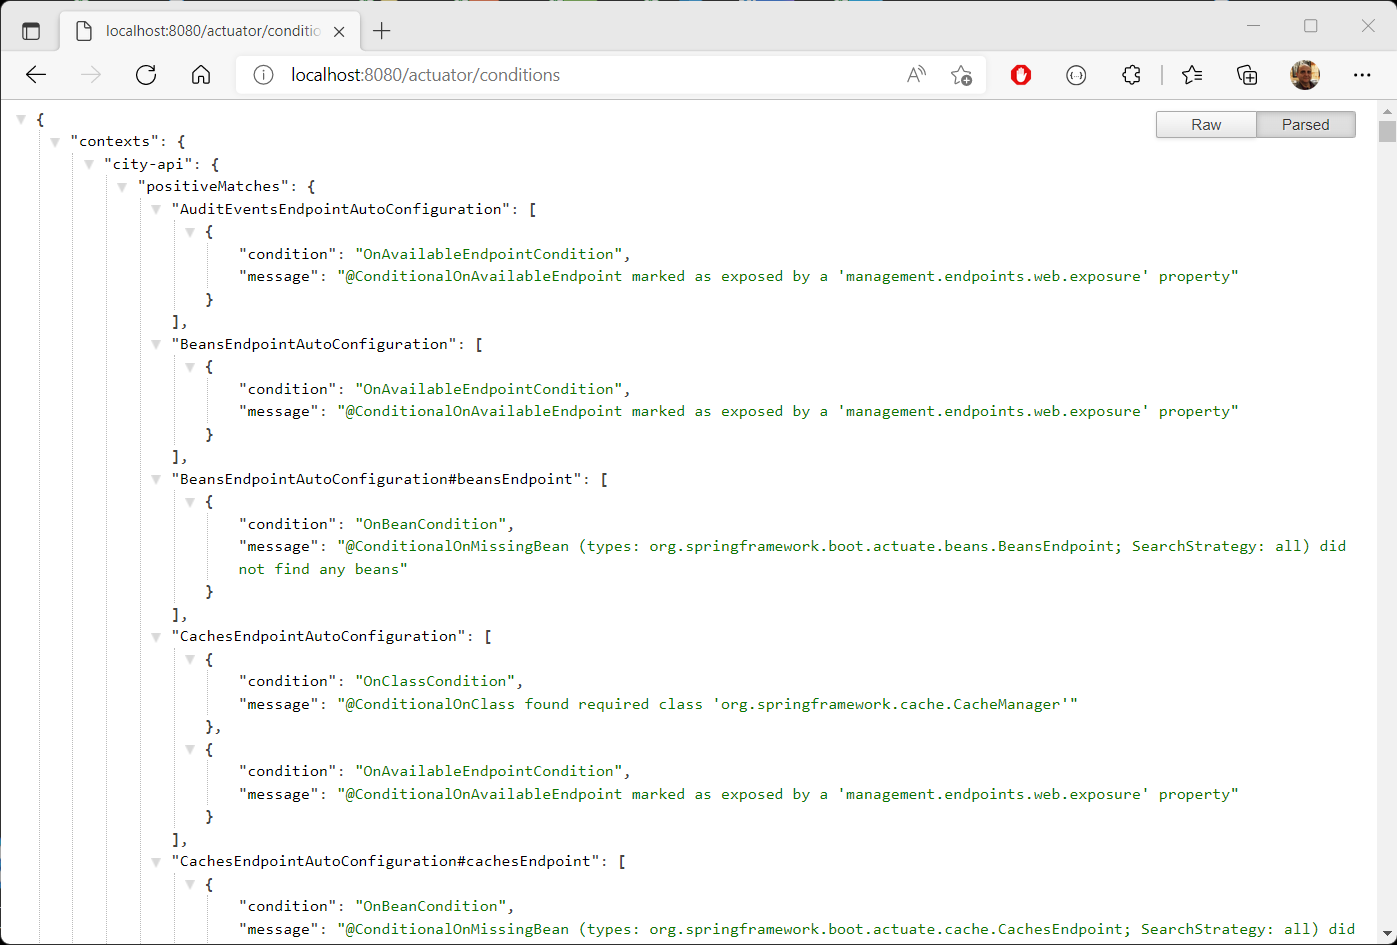 localhost:8080/actuator/conditio
localhost:8080/actuator/conditions
Raw Parsed
{
"contexts": {
"city-api": {
"positiveMatches": {
"AuditEventsEndpointAutoConfiguration": [
{
"condition": "OnAvailableEndpointCondition",
"message": "@ConditionalOnAvailableEndpoint marked as exposed by a 'management.endpoints.web.exposure' property"
}
],
"BeansEndpointAutoConfiguration": [
{
"condition": "OnAvailableEndpointCondition",
"message": "@ConditionalOnAvailableEndpoint marked as exposed by a 'management.endpoints.web.exposure' property"
}
],
"BeansEndpointAutoConfiguration#beansEndpoint": [
{
"condition": "OnBeanCondition",
"message": "@ConditionalOnMissingBean (types: org.springframework.boot.actuate.beans.BeansEndpoint; SearchStrategy: all) did
not find any beans"
}
],
"CachesEndpointAutoConfiguration": [
{
"condition": "OnClassCondition",
"message": "@ConditionalOnClass found required class 'org.springframework.cache.CacheManager'"
},
{
"condition": "OnAvailableEndpointCondition",
"message": "@ConditionalOnAvailableEndpoint marked as exposed by a 'management.endpoints.web.exposure' property"
}
],
"CachesEndpointAutoConfiguration#cachesEndpoint": [
{
"condition": "OnBeanCondition",
"message": "@ConditionalOnMissingBean (types: org.springframework.boot.actuate.cache.CachesEndpoint; SearchStrategy: all) did